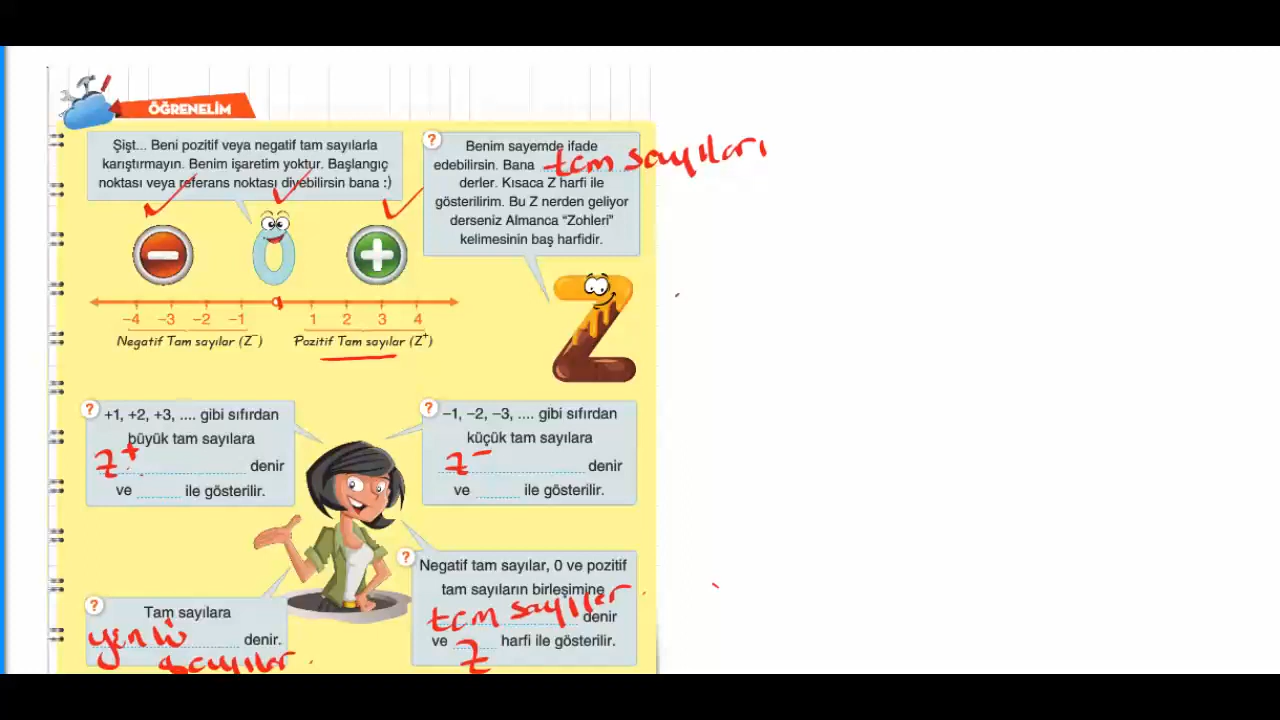 ÖĞRENELİM
Şişt... Beni pozitif veya negatif tam sayılarla
karıştırmayın. Benim işaretim yoktur. Başlangıç
noktası veya referans noktası diyebilirsin bana :)
? Benim sayemde ifade
edebilirsin. Bana tam sayıları
derler. Kısaca Z harfi ile
gösterilirim. Bu Z nerden geliyor
derseniz Almanca “Zohleri”
kelimesinin baş harfidir.
− 0 +
–4 –3 –2 –1 1 2 3 4
Negatif Tam sayılar (Z⁻) Pozitif Tam sayılar (Z⁺)
Z
? +1, +2, +3, .... gibi sıfırdan
büyük tam sayılara
Z⁺ denir
ve ile gösterilir.
? –1, –2, –3, .... gibi sıfırdan
küçük tam sayılara
Z⁻ denir
ve ile gösterilir.
? Tam sayılara
yönlü denir.
sayılar
? Negatif tam sayılar, 0 ve pozitif
tam sayıların birleşimine
tam sayılar denir
ve Z harfi ile gösterilir.